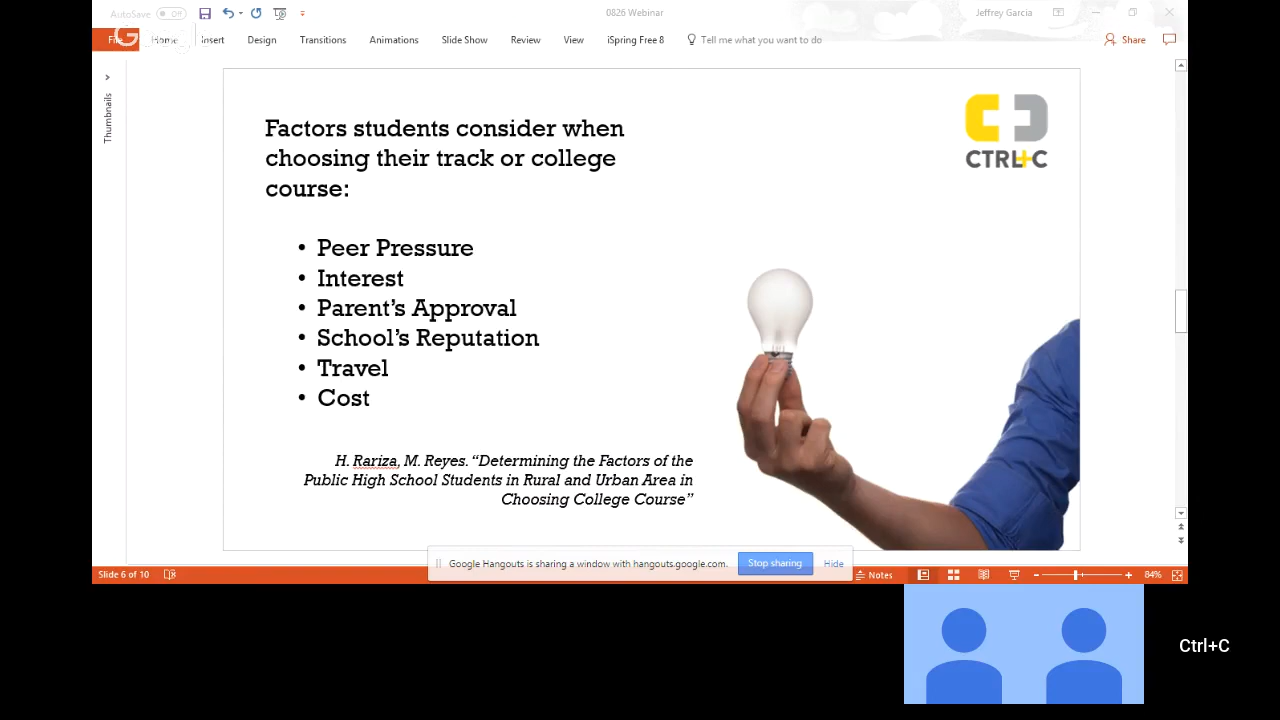 AutoSave Off 0826 Webinar Jeffrey Garcia
File Home Insert Design Transitions Animations Slide Show Review View iSpring Free 8 Tell me what you want to do Share
Thumbnails
CTRL+C
Factors students consider when
choosing their track or college
course:
• Peer Pressure
• Interest
• Parent's Approval
• School's Reputation
• Travel
• Cost
H. Rariza, M. Reyes. “Determining the Factors of the
Public High School Students in Rural and Urban Area in
Choosing College Course”
Google Hangouts is sharing a window with hangouts.google.com. Stop sharing Hide
Slide 6 of 10 Notes 84%
Ctrl+C